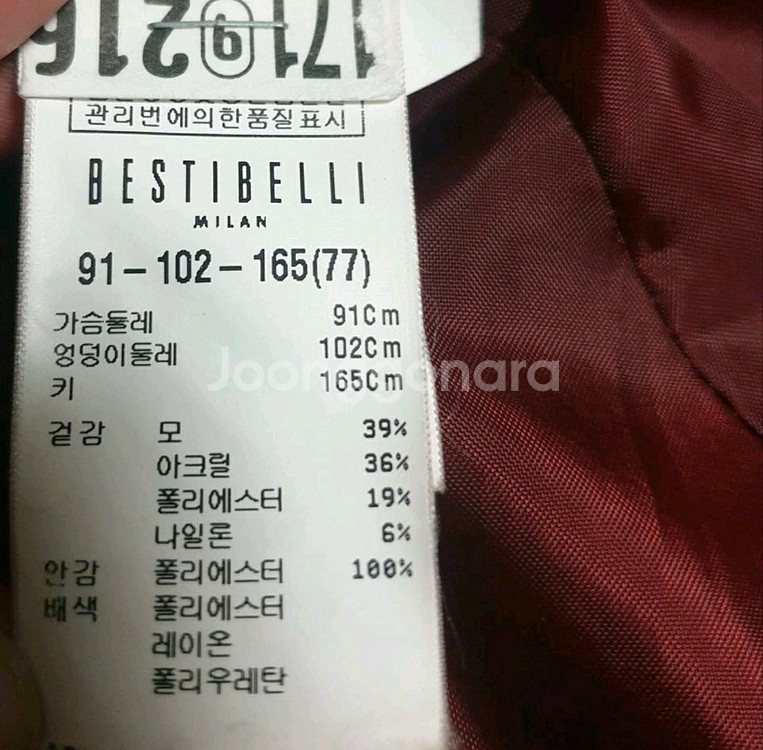 관리번에의한품질표시
BESTIBELLI
MILAN
91-102-165(77)
가슴둘레 91Cm
엉덩이둘레 102Cm
키 165Cm
Joonggonara
겉감 모 39%
아크릴 36%
폴리에스터 19%
나일론 6%
안감 폴리에스터 100%
배색 폴리에스터
레이온
폴리우레탄